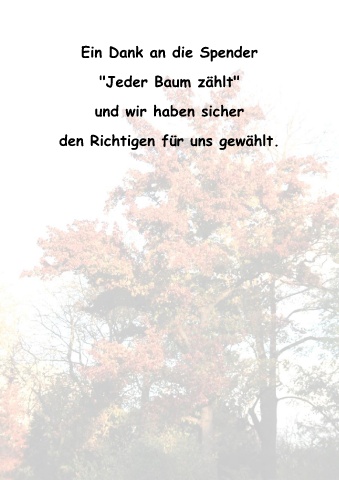 Ein Dank an die Spender
"Jeder Baum zählt"
und wir haben sicher
den Richtigen für uns gewählt.